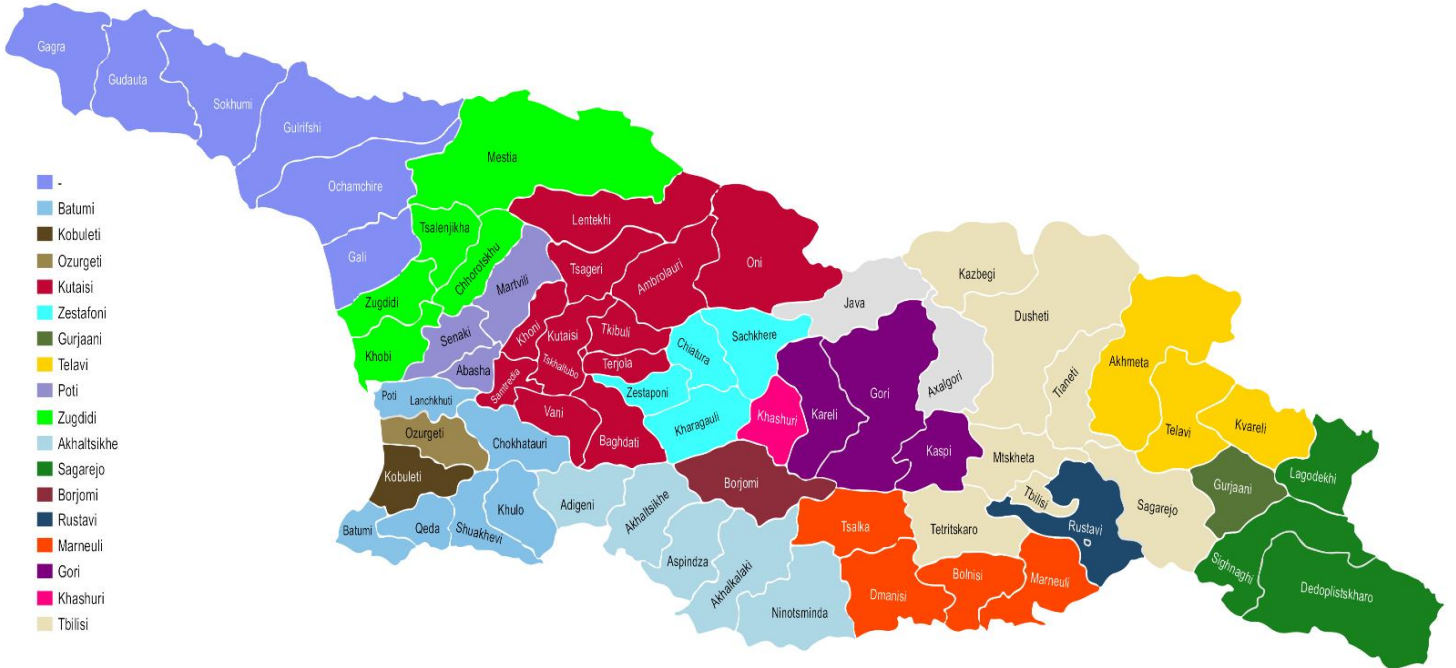 Gagra
Gudauta
Sokhumi
Gulrifshi
Ochamchire
Gali
Mestia
Tsalenjikha
Chhorotskhu
Zugdidi
Khobi
Martvili
Senaki
Abasha
Lentekhi
Tsageri
Ambrolauri
Oni
Khoni
Kutaisi
Tskhaltubo
Tkibuli
Terjola
Samtredia
Vani
Baghdati
Chiatura
Sachkhere
Zestaponi
Kharagauli
Khashuri
Java
Kareli
Gori
Axalgori
Kaspi
Kazbegi
Dusheti
Tianeti
Mtskheta
Tbilisi
Tetritskaro
Rustavi
Sagarejo
Akhmeta
Telavi
Kvareli
Gurjaani
Lagodekhi
Sighnaghi
Dedoplistskharo
Poti
Lanchkhuti
Ozurgeti
Chokhatauri
Kobuleti
Batumi
Qeda
Shuakhevi
Khulo
Adigeni
Akhaltsikhe
Aspindza
Akhalkalaki
Ninotsminda
Borjomi
Tsalka
Dmanisi
Bolnisi
Marneuli
-
Batumi
Kobuleti
Ozurgeti
Kutaisi
Zestafoni
Gurjaani
Telavi
Poti
Zugdidi
Akhaltsikhe
Sagarejo
Borjomi
Rustavi
Marneuli
Gori
Khashuri
Tbilisi